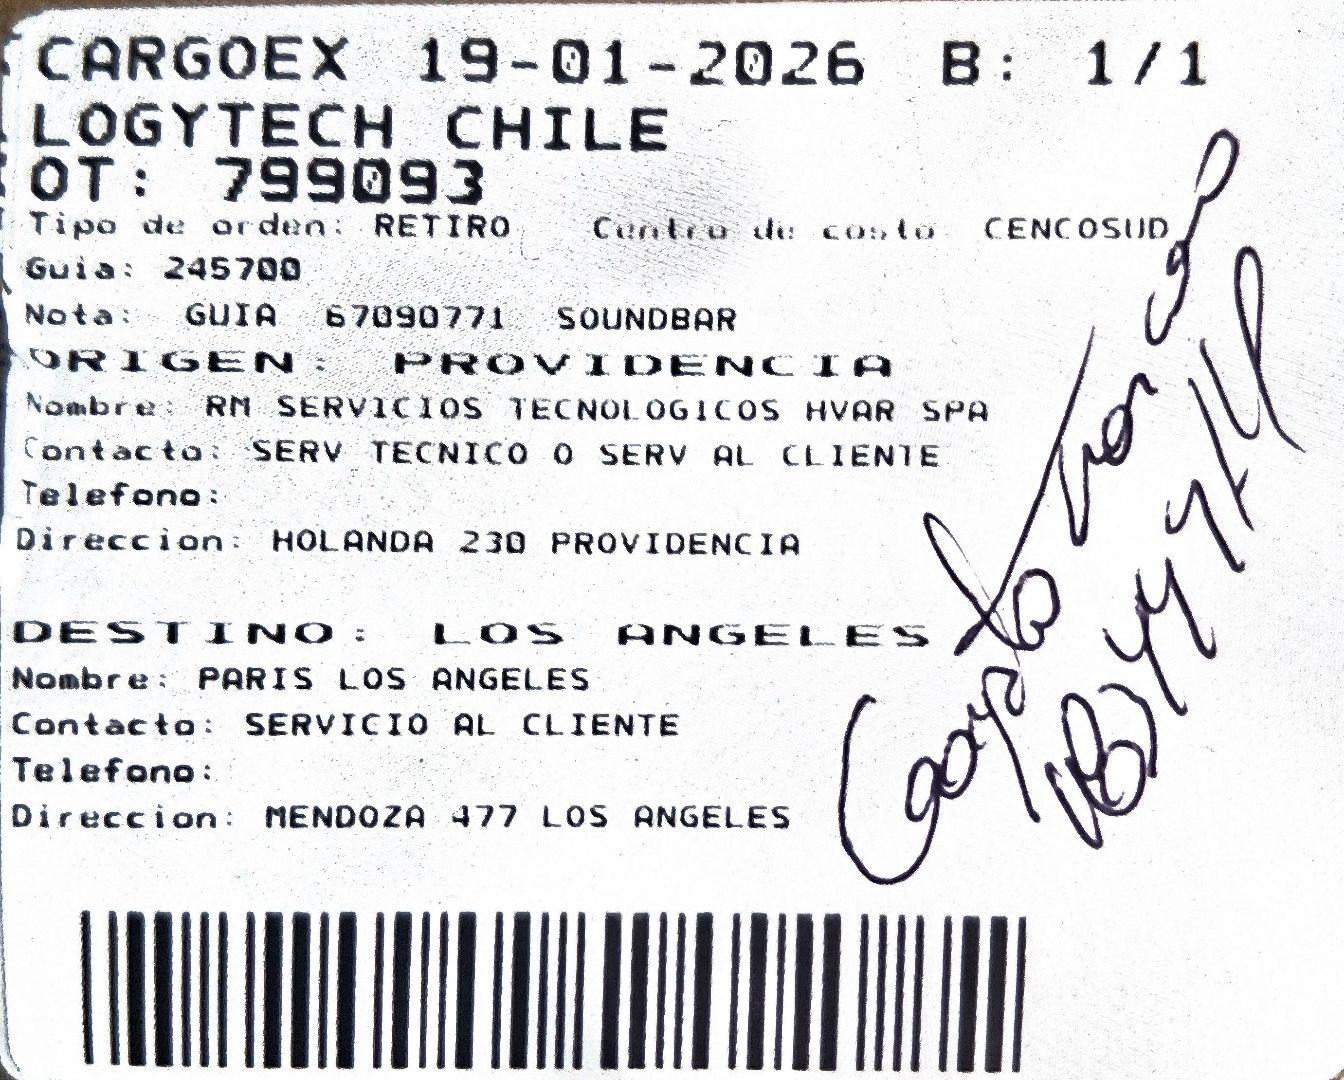 CARGOEX 19-01-2026 B: 1/1
LOGYTECH CHILE
OT: 799093
Tipo de orden: RETIRO Centro de costo CENCOSUD
Guia: 245700
Nota: GUIA 67090771 SOUNDBAR
ORIGEN: PROVIDENCIA
Nombre: RM SERVICIOS TECNOLOGICOS HVAR SPA
Contacto: SERV TECNICO O SERV AL CLIENTE
Telefono:
Direccion: HOLANDA 230 PROVIDENCIA
DESTINO: LOS ANGELES
Nombre: PARIS LOS ANGELES
Contacto: SERVICIO AL CLIENTE
Telefono:
Direccion: MENDOZA 477 LOS ANGELES